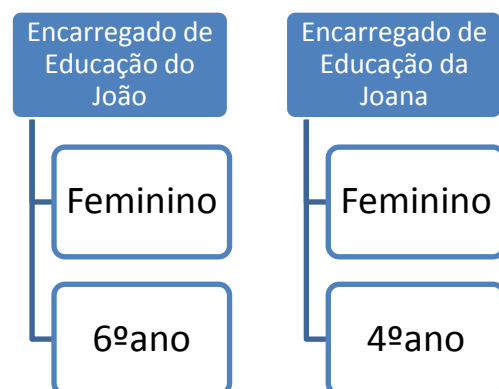 Encarregado de
Educação do
João
Feminino
6ºano
Encarregado de
Educação da
Joana
Feminino
4ºano